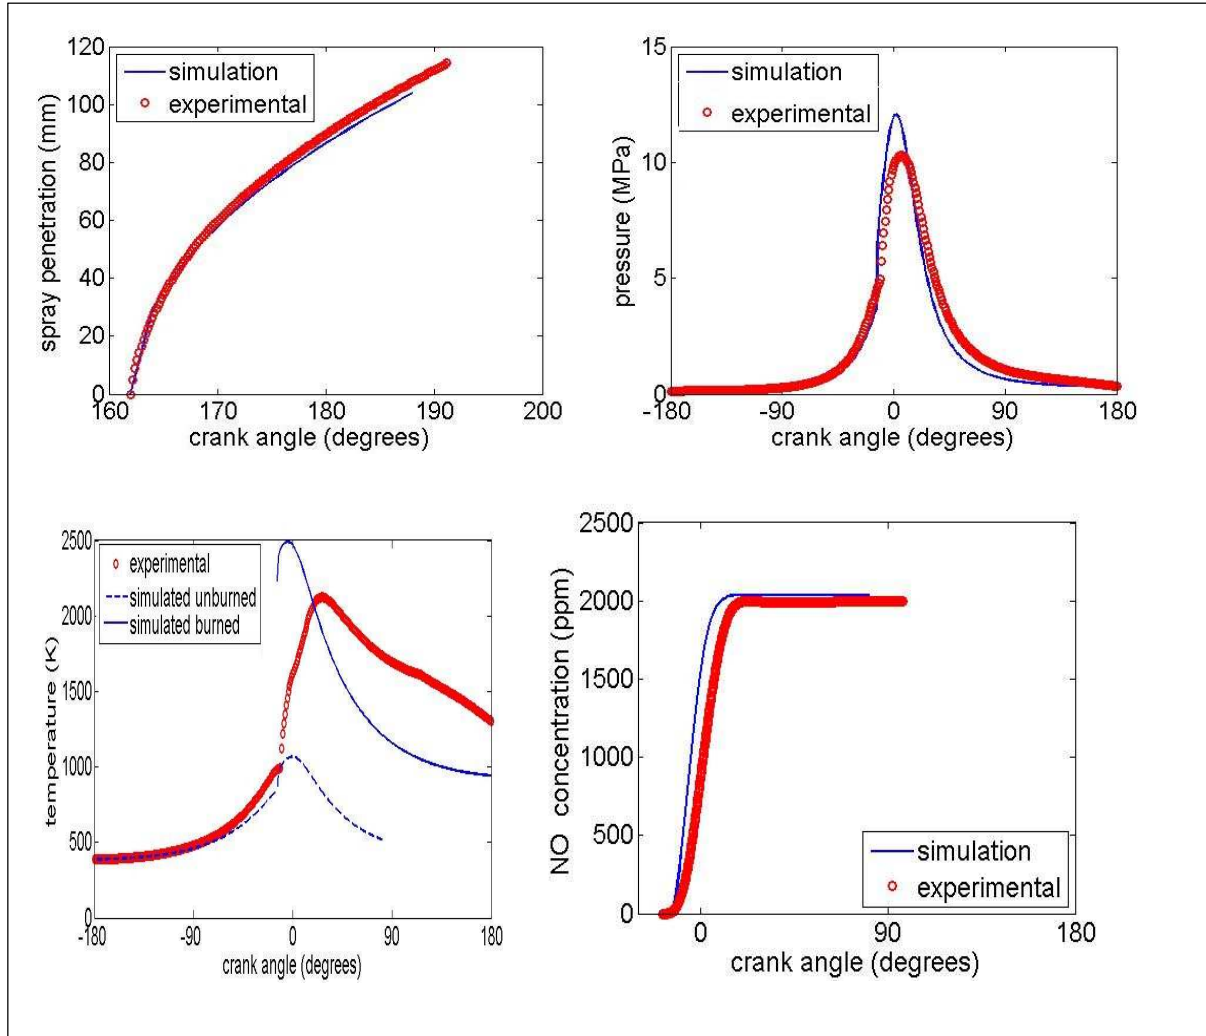 120
100
80
60
40
20
0
160
170
180
191
200
spray penetration (mm)
crank angle (degrees)
simulation
experimental
15
10
5
0
-180
-90
0
90
180
pressure (MPa)
crank angle (degrees)
simulation
experimental
2500
2000
1500
1000
500
0
-180
-90
0
90
180
temperature (K)
crank angle (degrees)
experimental
simulated unburned
simulated burned
2500
2000
1500
1000
500
0
0
90
180
NO concentration (ppm)
crank angle (degrees)
simulation
experimental